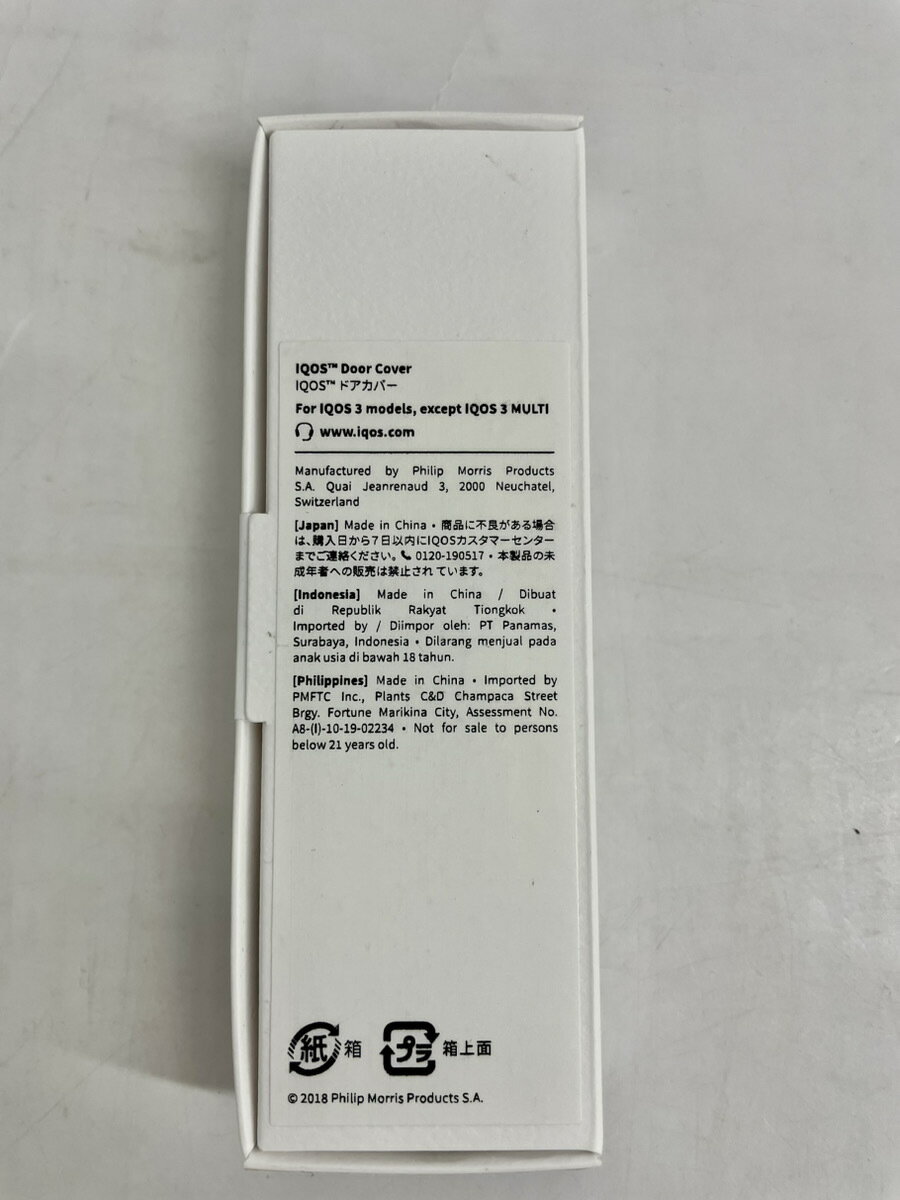 IQOS™ Door Cover
IQOS™ ドアカバー
For IQOS 3 models, except IQOS 3 MULTI
www.iqos.com
Manufactured by Philip Morris Products
S.A. Quai Jeanrenaud 3, 2000 Neuchatel,
Switzerland
[Japan] Made in China • 商品に不良がある場合
は、購入日から7日以内にIQOSカスタマーセンター
までご連絡ください。 0120-190517 • 本製品の未
成年者への販売は禁止されています。
[Indonesia] Made in China / Dibuat
di Republik Rakyat Tiongkok •
Imported by / Diimpor oleh: PT Panamas,
Surabaya, Indonesia • Dilarang menjual pada
anak usia di bawah 18 tahun.
[Philippines] Made in China • Imported by
PMFTC Inc., Plants C&D Champaca Street
Brgy. Fortune Marikina City, Assessment No.
A8-(I)-10-19-02234 • Not for sale to persons
below 21 years old.
紙 箱 プラ 箱上面
© 2018 Philip Morris Products S.A.